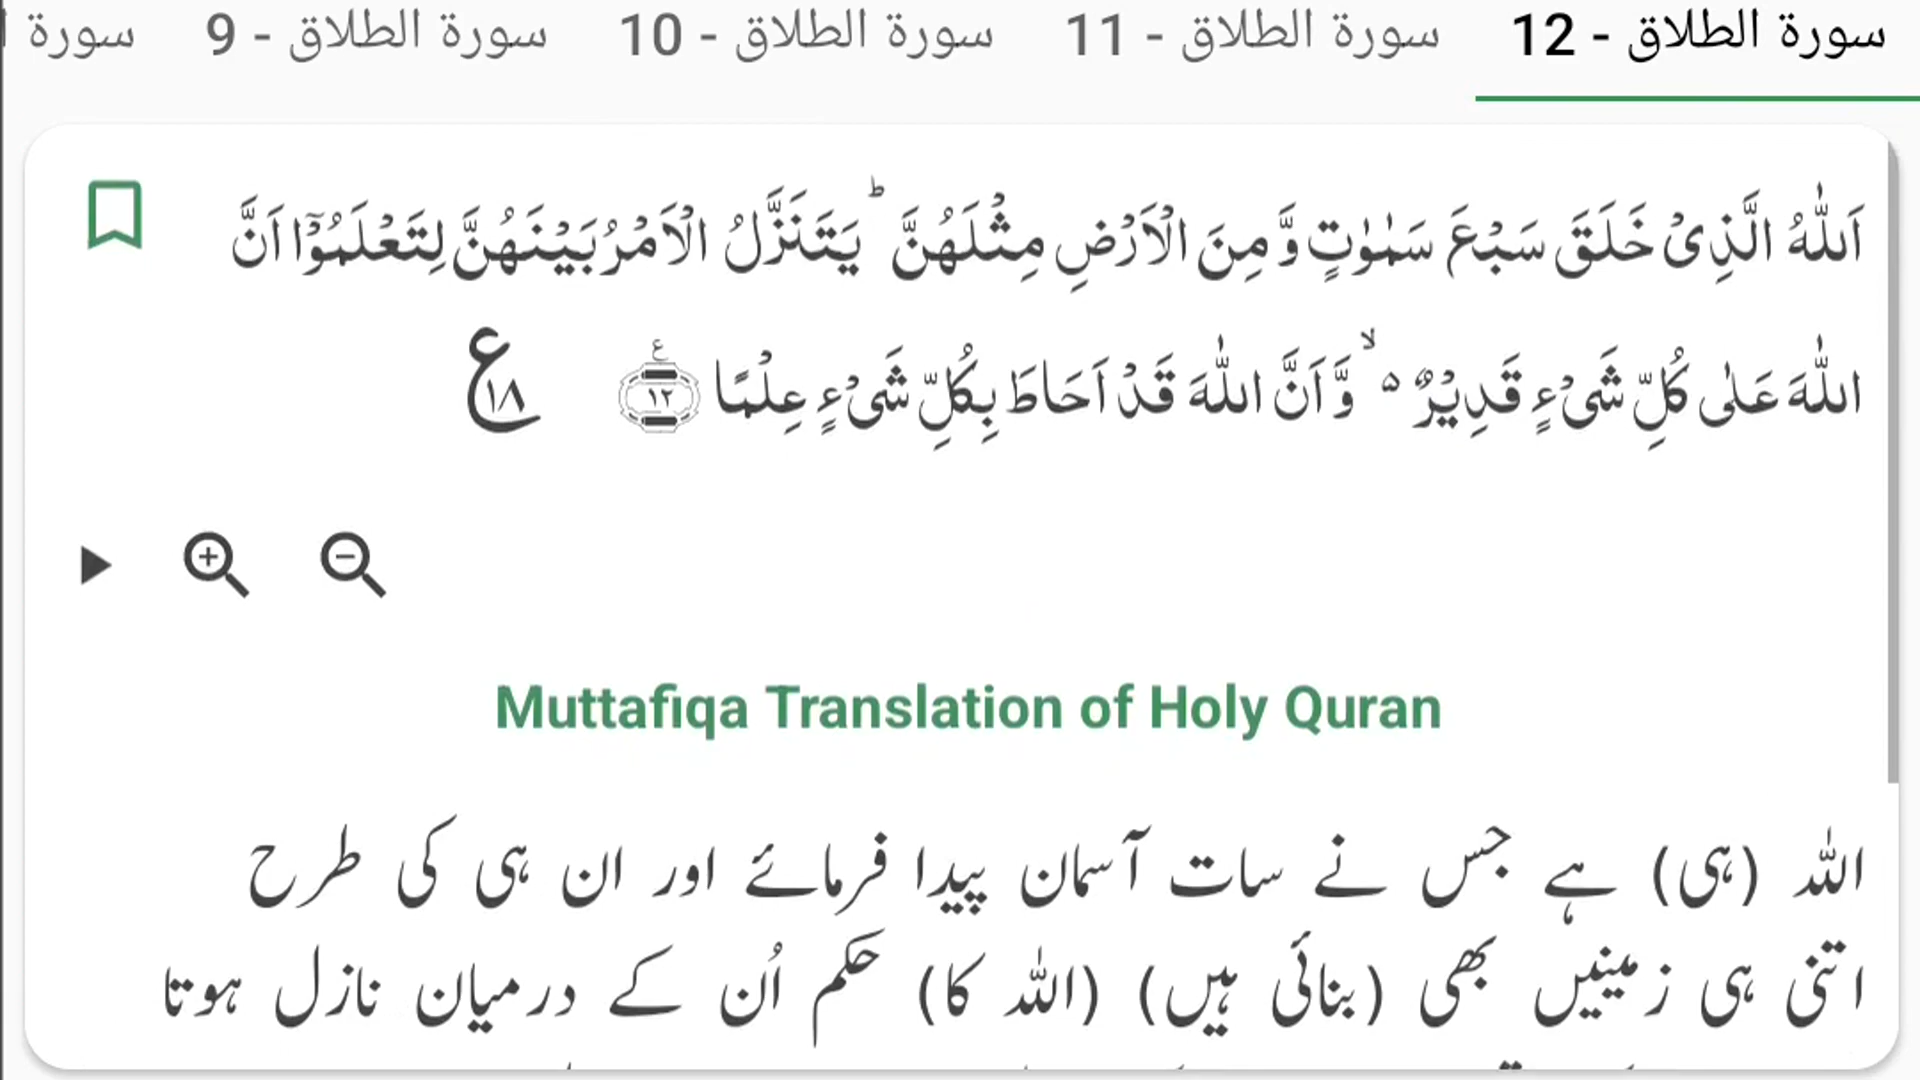 سورة الطلاق - 12 سورة الطلاق - 11 سورة الطلاق - 10 سورة الطلاق - 9 سورة
اَللّٰهُ الَّذِىۡ خَلَقَ سَبۡعَ سَمٰوٰتٍ وَّ مِنَ الۡاَرۡضِ مِثۡلَهُنَّ ؕ يَتَنَزَّلُ الۡاَمۡرُ بَيۡنَهُنَّ لِتَعۡلَمُوۡۤا اَنَّ
اللّٰهَ عَلٰى كُلِّ شَىۡءٍ قَدِيۡرٌ ۙ۬ وَّ اَنَّ اللّٰهَ قَدۡ اَحَاطَ بِكُلِّ شَىۡءٍ عِلۡمًا ع ۱۲ ع ۱۸
Muttafiqa Translation of Holy Quran
اللّٰہ (ہی) ہے جس نے سات آسمان پیدا فرمائے اور ان ہی کی طرح
اتنی ہی زمینیں بھی (بنائی ہیں) (اللّٰہ کا) حکم اُن کے درمیان نازل ہوتا